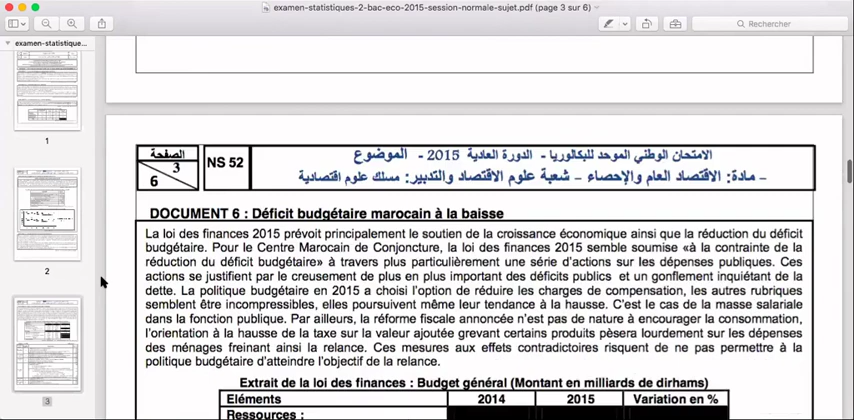 examen-statistiques-2-bac-eco-2015-session-normale-sujet.pdf (page 3 sur 6)
Rechercher
examen-statistique...
1
2
3
الصفحة
3
6
NS 52
الامتحان الوطني الموحد للبكالوريا - الدورة العادية 2015 - الموضوع
- مادة: الاقتصاد العام والإحصاء – شعبة علوم الاقتصاد والتدبير: مسلك علوم اقتصادية
DOCUMENT 6 : Déficit budgétaire marocain à la baisse
La loi des finances 2015 prévoit principalement le soutien de la croissance économique ainsi que la réduction du déficit
budgétaire. Pour le Centre Marocain de Conjoncture, la loi des finances 2015 semble soumise «à la contrainte de la
réduction du déficit budgétaire» à travers plus particulièrement une série d'actions sur les dépenses publiques. Ces
actions se justifient par le creusement de plus en plus important des déficits publics et un gonflement inquiétant de la
dette. La politique budgétaire en 2015 a choisi l'option de réduire les charges de compensation, les autres rubriques
semblent être incompressibles, elles poursuivent même leur tendance à la hausse. C'est le cas de la masse salariale
dans la fonction publique. Par ailleurs, la réforme fiscale annoncée n'est pas de nature à encourager la consommation,
l'orientation à la hausse de la taxe sur la valeur ajoutée grevant certains produits pèsera lourdement sur les dépenses
des ménages freinant ainsi la relance. Ces mesures aux effets contradictoires risquent de ne pas permettre à la
politique budgétaire d'atteindre l'objectif de la relance.
Extrait de la loi des finances : Budget général (Montant en milliards de dirhams)
Eléments 2014 2015 Variation en %
Ressources :